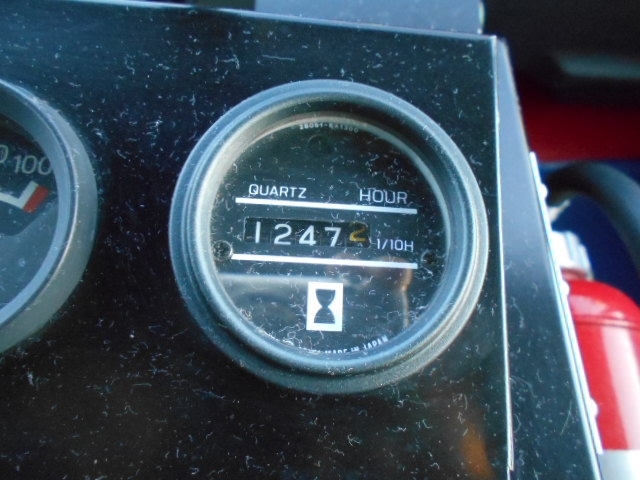 100
QUARTZ HOUR
12472 1/10H
MADE IN JAPAN